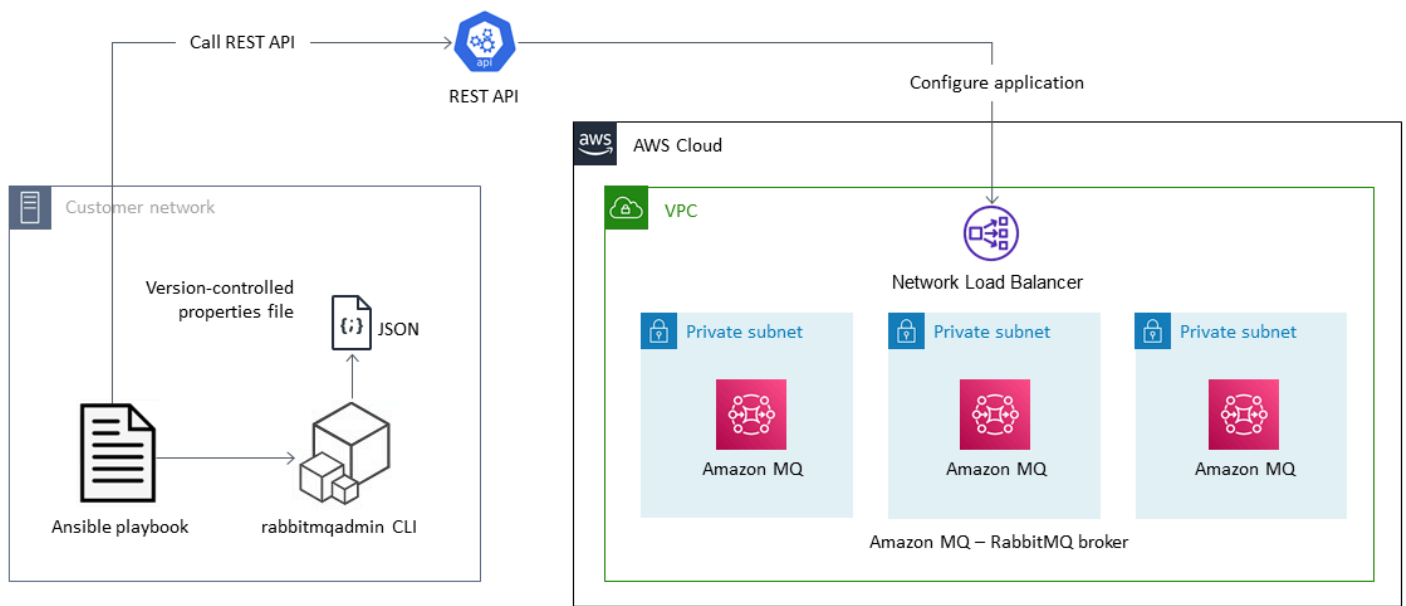 Call REST API
api
REST API
Configure application
aws
AWS Cloud
Customer network
VPC
Network Load Balancer
Version-controlled
properties file
{;}
JSON
Private subnet
Private subnet
Private subnet
Amazon MQ
Amazon MQ
Amazon MQ
Ansible playbook
rabbitmqadmin CLI
Amazon MQ – RabbitMQ broker